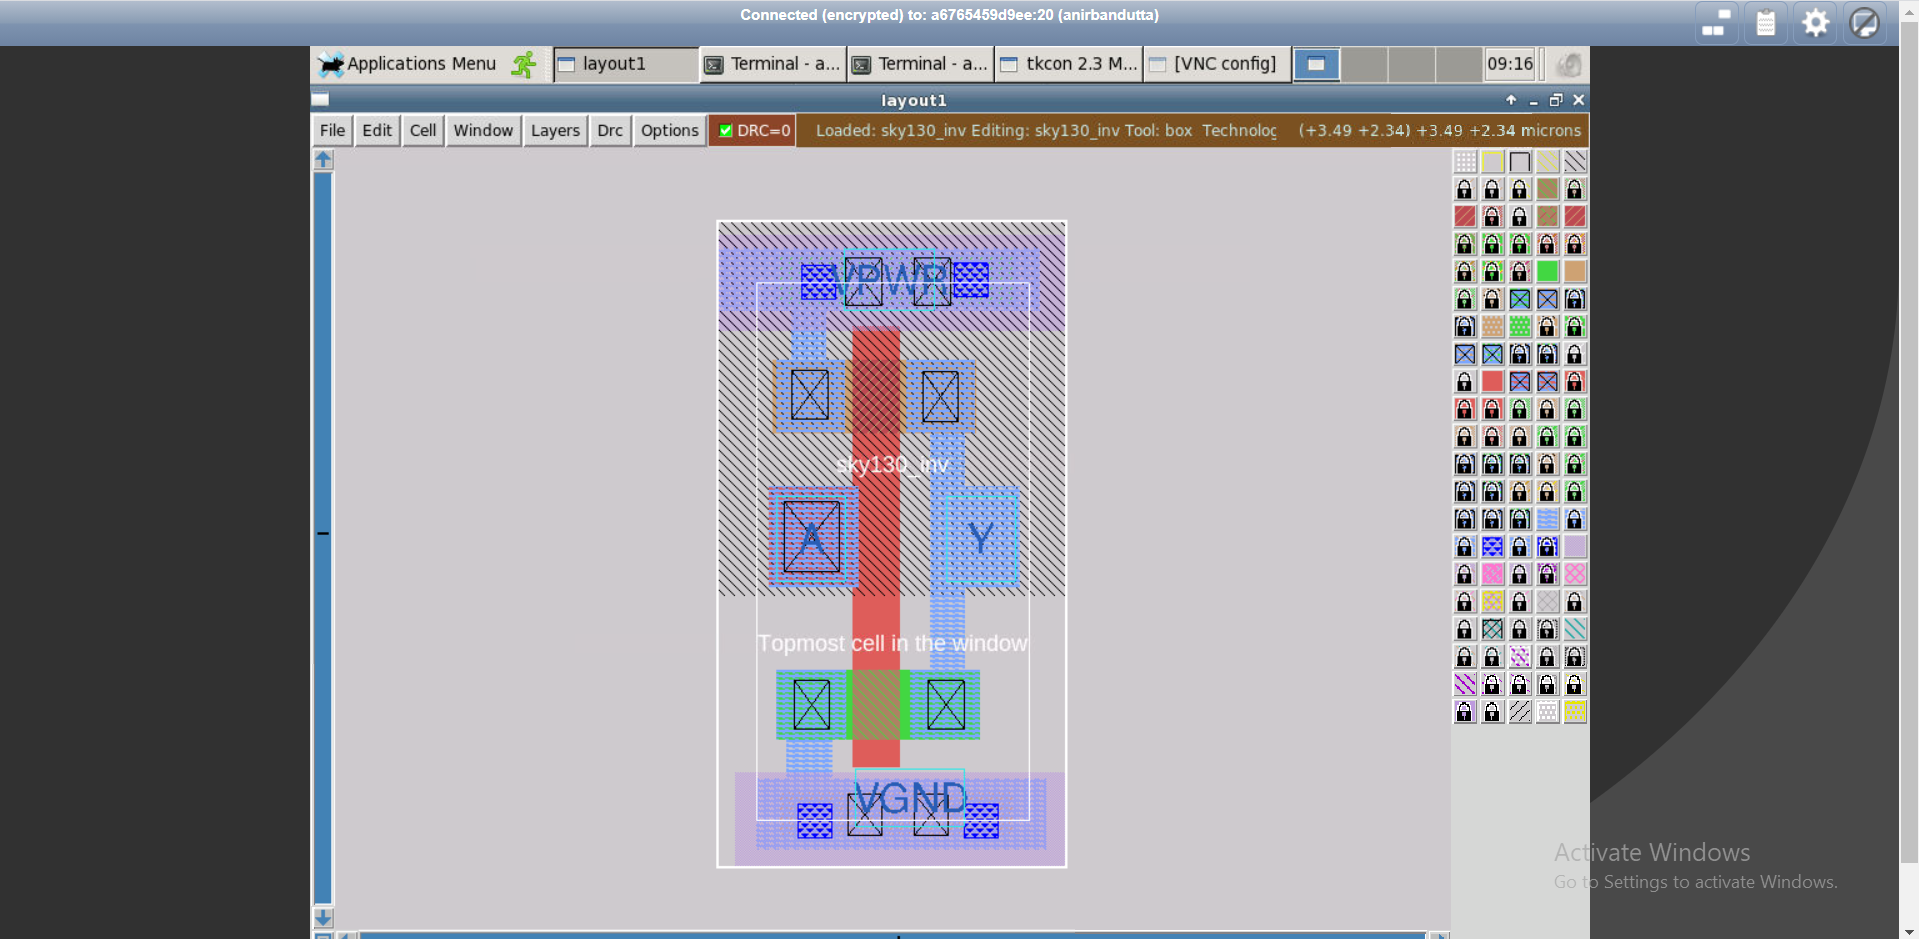 Connected (encrypted) to: a6765459d9ee:20 (anirbandutta)
Applications Menu layout1 Terminal - a... Terminal - a... tkcon 2.3 M... [VNC config] 09:16
layout1
File Edit Cell Window Layers Drc Options DRC=0 Loaded: sky130_inv Editing: sky130_inv Tool: box Technolog (+3.49 +2.34) +3.49 +2.34 microns
VPWR
sky130_inv
A Y
Topmost cell in the window
VGND
Activate Windows
Go to Settings to activate Windows.